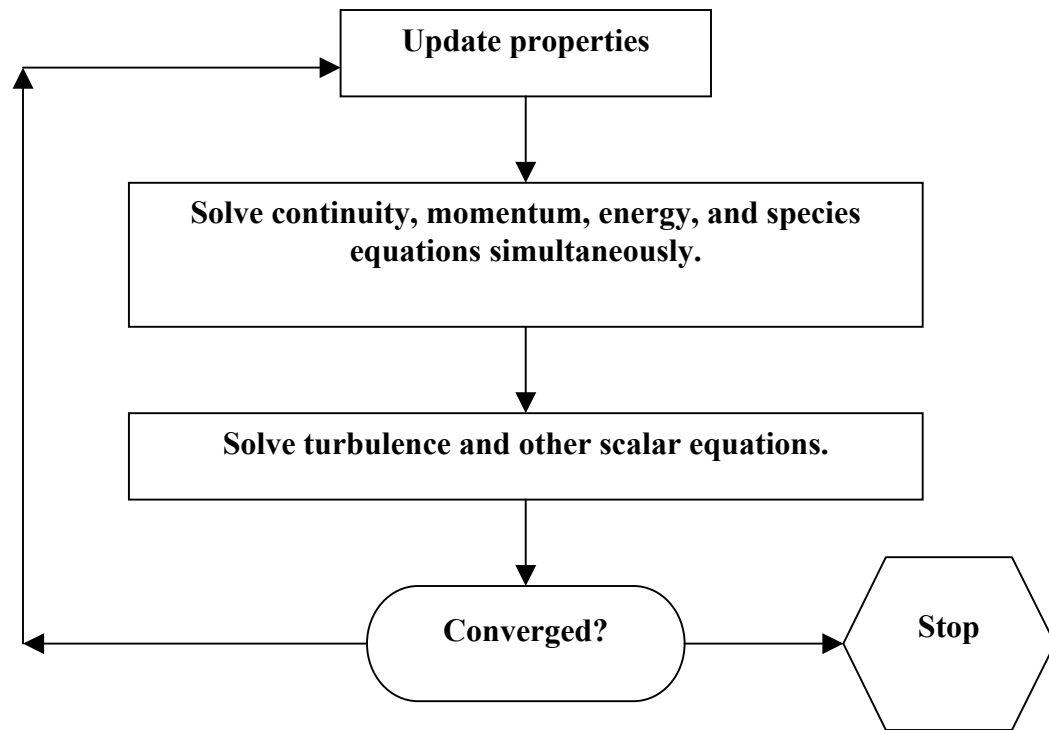 Update properties
Solve continuity, momentum, energy, and species
equations simultaneously.
Solve turbulence and other scalar equations.
Converged?
Stop